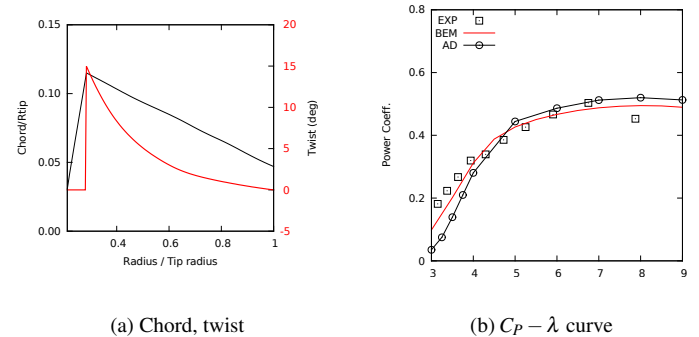 0.15
0.10
0.05
0.00
Chord/Rtip
0.4
0.6
0.8
1
Radius / Tip radius
20
15
10
5
0
-5
Twist (deg)
(a) Chord, twist
0.8
0.6
0.4
0.2
0
Power Coeff.
EXP
BEM
AD
3
4
5
6
7
8
9
(b) C_P − λ curve